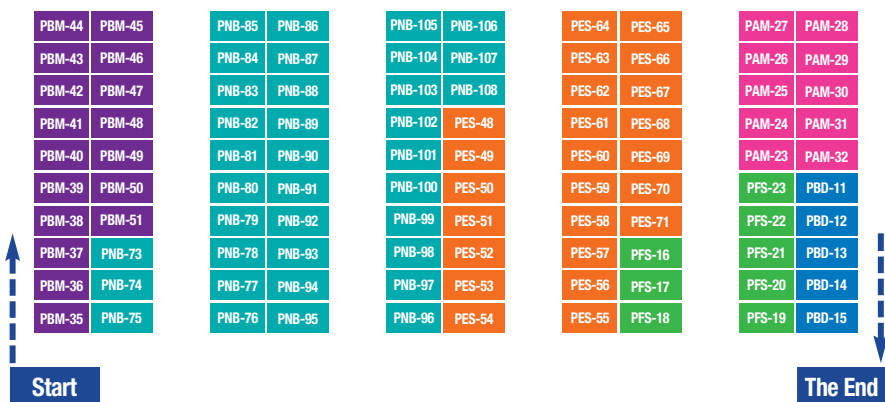 PBM-44 PBM-45 PNB-85 PNB-86 PNB-105 PNB-106 PES-64 PES-65 PAM-27 PAM-28
PBM-43 PBM-46 PNB-84 PNB-87 PNB-104 PNB-107 PES-63 PES-66 PAM-26 PAM-29
PBM-42 PBM-47 PNB-83 PNB-88 PNB-103 PNB-108 PES-62 PES-67 PAM-25 PAM-30
PBM-41 PBM-48 PNB-82 PNB-89 PNB-102 PES-48 PES-61 PES-68 PAM-24 PAM-31
PBM-40 PBM-49 PNB-81 PNB-90 PNB-101 PES-49 PES-60 PES-69 PAM-23 PAM-32
PBM-39 PBM-50 PNB-80 PNB-91 PNB-100 PES-50 PES-59 PES-70 PFS-23 PBD-11
PBM-38 PBM-51 PNB-79 PNB-92 PNB-99 PES-51 PES-58 PES-71 PFS-22 PBD-12
PBM-37 PNB-73 PNB-78 PNB-93 PNB-98 PES-52 PES-57 PFS-16 PFS-21 PBD-13
PBM-36 PNB-74 PNB-77 PNB-94 PNB-97 PES-53 PES-56 PFS-17 PFS-20 PBD-14
PBM-35 PNB-75 PNB-76 PNB-95 PNB-96 PES-54 PES-55 PFS-18 PFS-19 PBD-15
Start The End